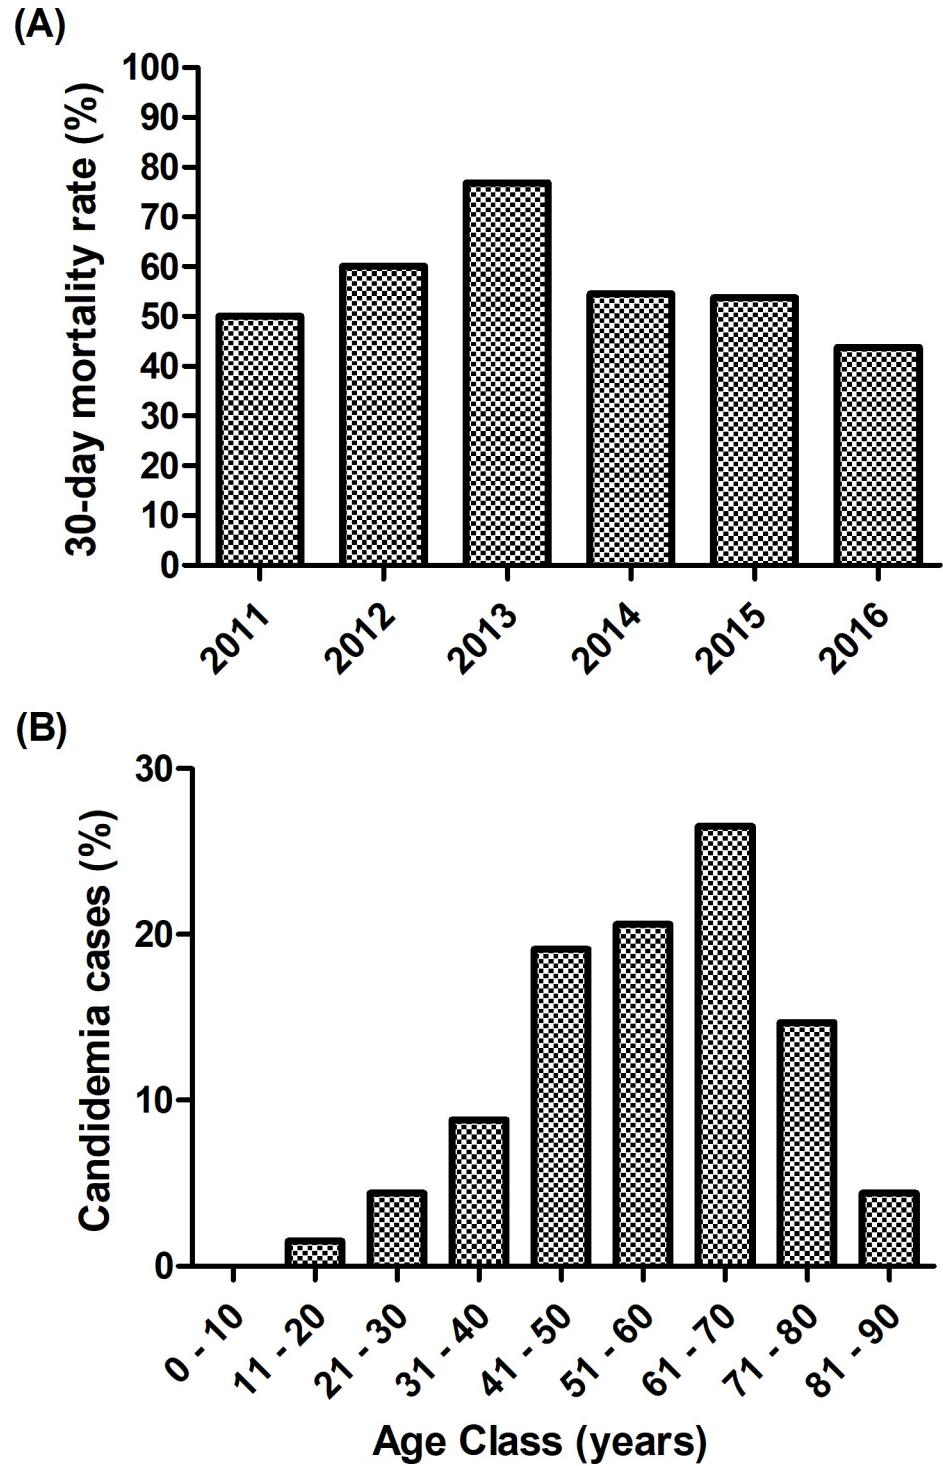 (A)
30-day mortality rate (%)
100
90
80
70
60
50
40
30
20
10
0
2011 2012 2013 2014 2015 2016
(B)
Candidemia cases (%)
30
20
10
0
0 - 10 11 - 20 21 - 30 31 - 40 41 - 50 51 - 60 61 - 70 71 - 80 81 - 90
Age Class (years)